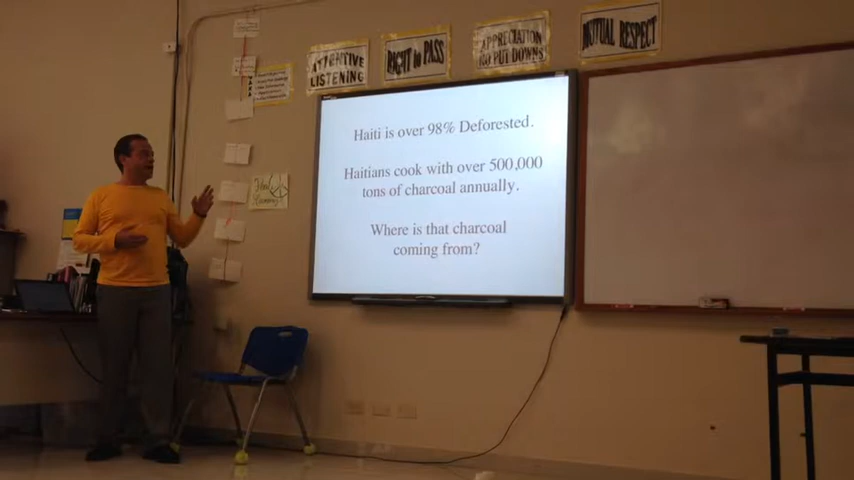 ATTENTIVE
LISTENING
RIGHT to PASS
APPRECIATION
NO PUT DOWNS
MUTUAL RESPECT
Haiti is over 98% Deforested.
Haitians cook with over 500,000
tons of charcoal annually.
Where is that charcoal
coming from?